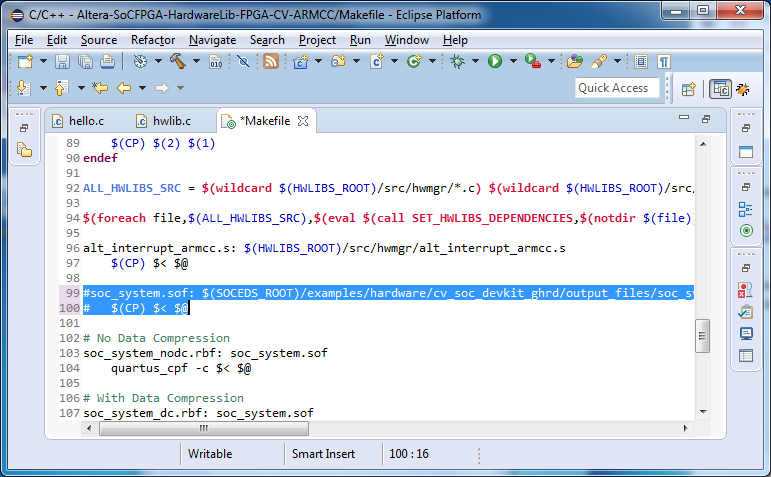 C/C++ - Altera-SoCFPGA-HardwareLib-FPGA-CV-ARMCC/Makefile - Eclipse Platform
File Edit Source Refactor Navigate Search Project Run Window Help
010
Quick Access
hello.c hwlib.c *Makefile
89 $(CP) $(2) $(1)
90 endef
91
92 ALL_HWLIBS_SRC = $(wildcard $(HWLIBS_ROOT)/src/hwmgr/*.c) $(wildcard $(HWLIBS_ROOT)/src/
93
94 $(foreach file,$(ALL_HWLIBS_SRC),$(eval $(call SET_HWLIBS_DEPENDENCIES,$(notdir $(file)
95
96 alt_interrupt_armcc.s: $(HWLIBS_ROOT)/src/hwmgr/alt_interrupt_armcc.s
97 $(CP) $< $@
98
99 #soc_system.sof: $(SOCEDS_ROOT)/examples/hardware/cv_soc_devkit_ghrd/output_files/soc_sy
100 # $(CP) $< $@
101
102 # No Data Compression
103 soc_system_nodc.rbf: soc_system.sof
104 quartus_cpf -c $< $@
105
106 # With Data Compression
107 soc_system_dc.rbf: soc_system.sof
Writable Smart Insert 100 : 16